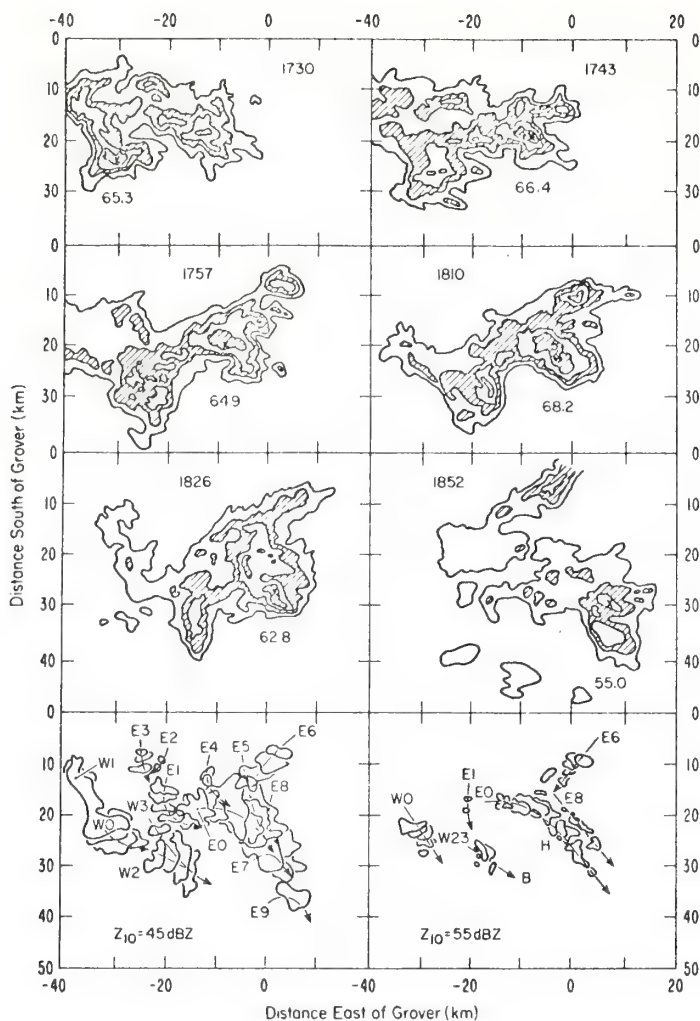 -40 -20 0 -40 -20 0 20
0 0
1730 1743
10 10
20 20
30 30
65.3 66.4
0 0
1757 1810
10 10
20 20
30 30
64.9 68.2
0 0
1826 1852
10 10
20 20
30 30
40 40
62.8 55.0
0 0
E3 E2 E4 E5 E6 E6
W1 E1 E8 E1 E0 E8
10 10
W3 W0
20 20
W0 E0 W23 H
30 30
W2 E7 B
E9
40 40
Z10=45dBZ Z10=55dBZ
50 50
-40 -20 0 -40 -20 0 20
Distance South of Grover (km)
Distance East of Grover (km)